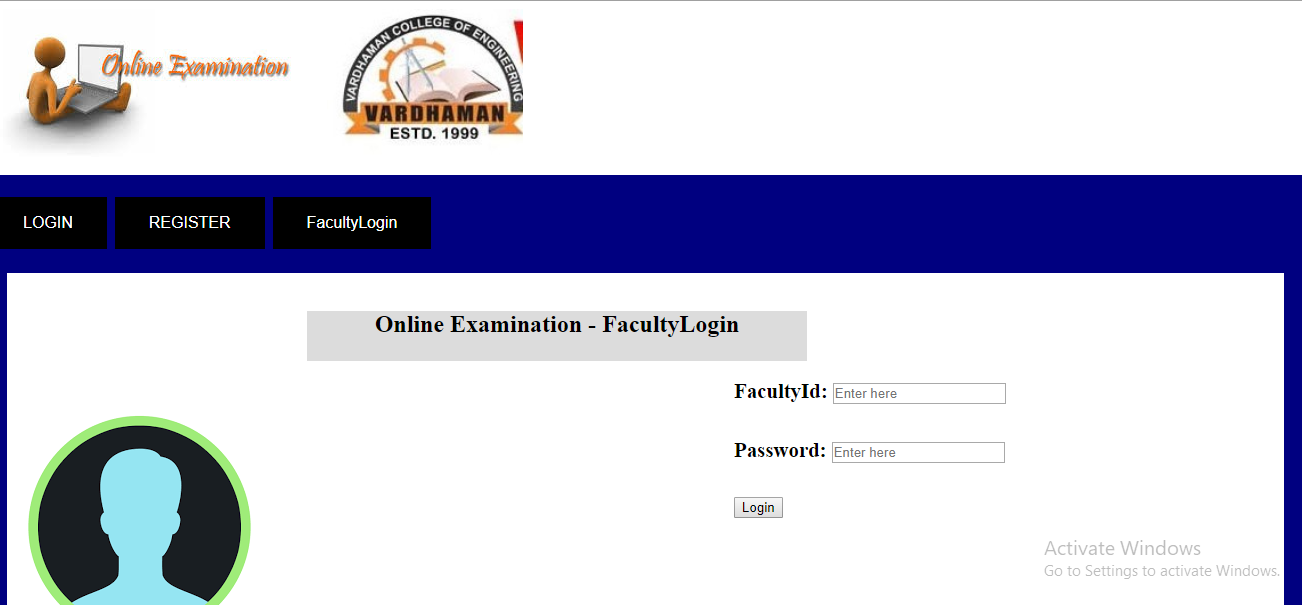 Online Examination
VARDHAMAN COLLEGE OF ENGINEERING
VARDHAMAN
ESTD. 1999
LOGIN
REGISTER
FacultyLogin
Online Examination - FacultyLogin
FacultyId: Enter here
Password: Enter here
Login
Activate Windows
Go to Settings to activate Windows.